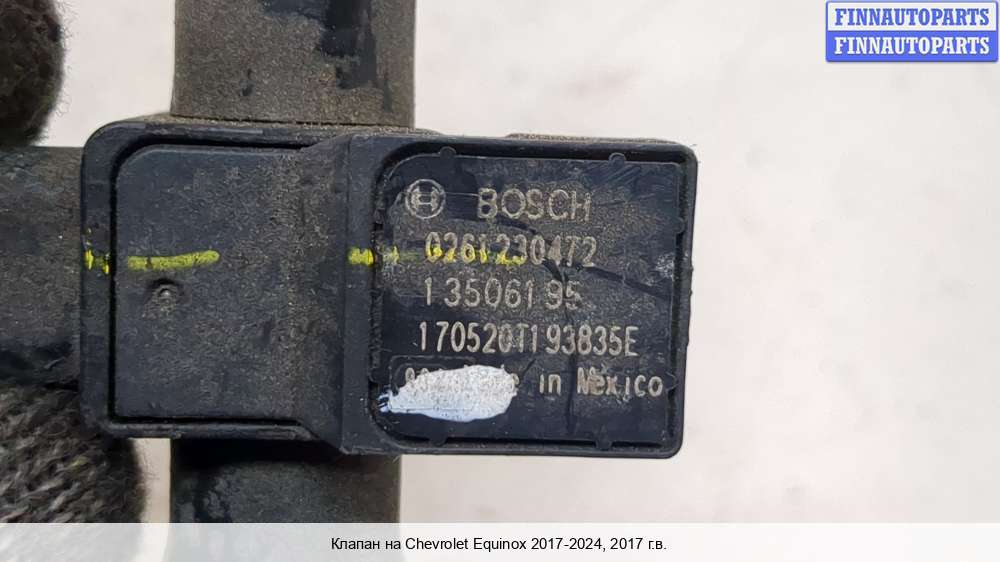 FINNAUTOPARTS
FINNAUTOPARTS
BOSCH
0261230472
13506195
170520T193835E
in Mexico
Клапан на Chevrolet Equinox 2017-2024, 2017 г.в.